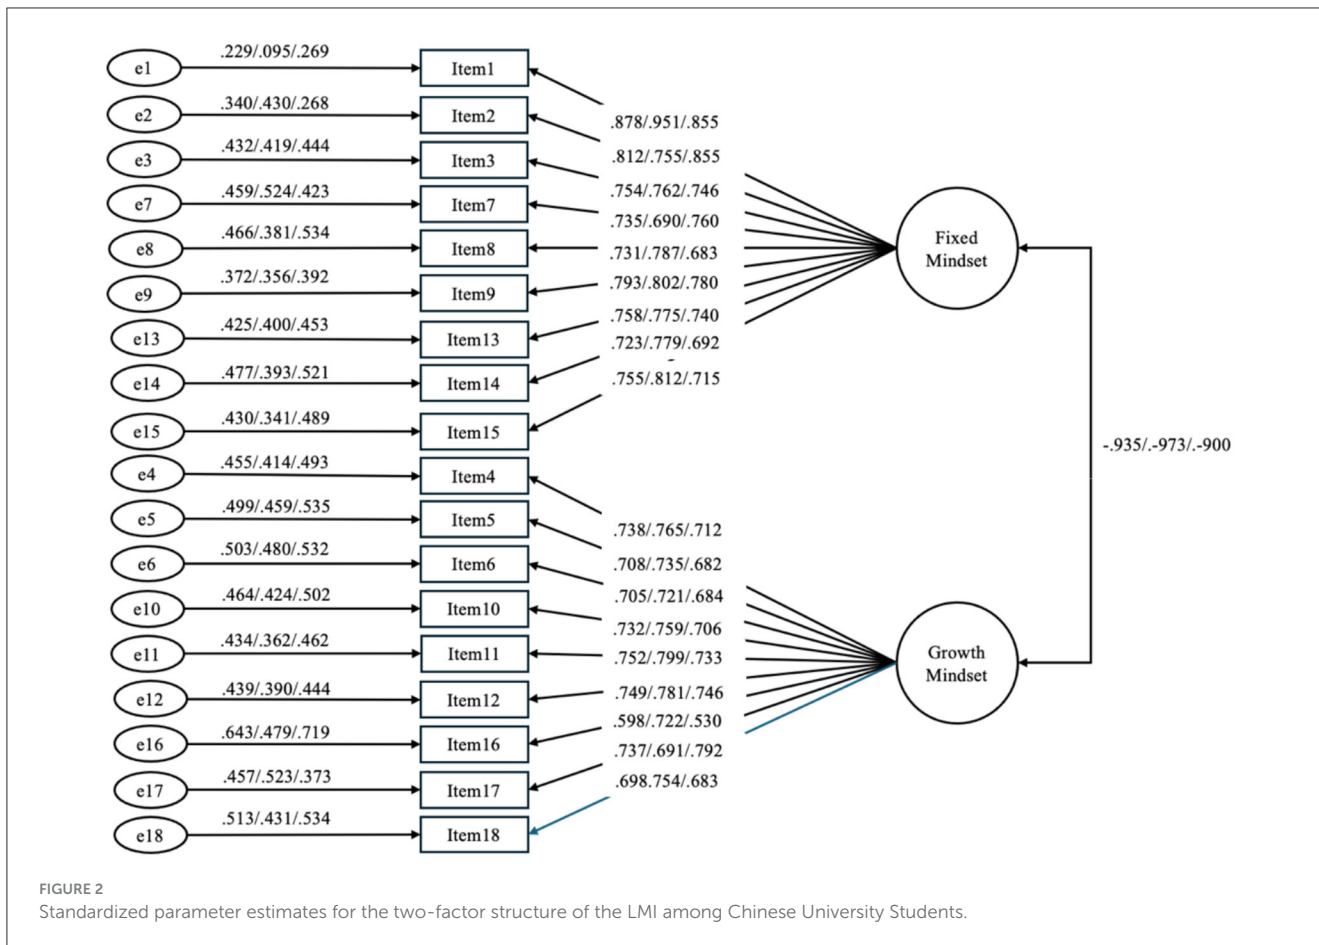 e1 .229/.095/.269 Item1
e2 .340/.430/.268 Item2
e3 .432/.419/.444 Item3
e7 .459/.524/.423 Item7
e8 .466/.381/.534 Item8
e9 .372/.356/.392 Item9
e13 .425/.400/.453 Item13
e14 .477/.393/.521 Item14
e15 .430/.341/.489 Item15
e4 .455/.414/.493 Item4
e5 .499/.459/.535 Item5
e6 .503/.480/.532 Item6
e10 .464/.424/.502 Item10
e11 .434/.362/.462 Item11
e12 .439/.390/.444 Item12
e16 .643/.479/.719 Item16
e17 .457/.523/.373 Item17
e18 .513/.431/.534 Item18
.878/.951/.855
.812/.755/.855
.754/.762/.746
.735/.690/.760
.731/.787/.683
.793/.802/.780
.758/.775/.740
.723/.779/.692
.755/.812/.715
.738/.765/.712
.708/.735/.682
.705/.721/.684
.732/.759/.706
.752/.799/.733
.749/.781/.746
.598/.722/.530
.737/.691/.792
.698.754/.683
Fixed
Mindset
Growth
Mindset
-.935/.-973/.-900
FIGURE 2
Standardized parameter estimates for the two-factor structure of the LMI among Chinese University Students.